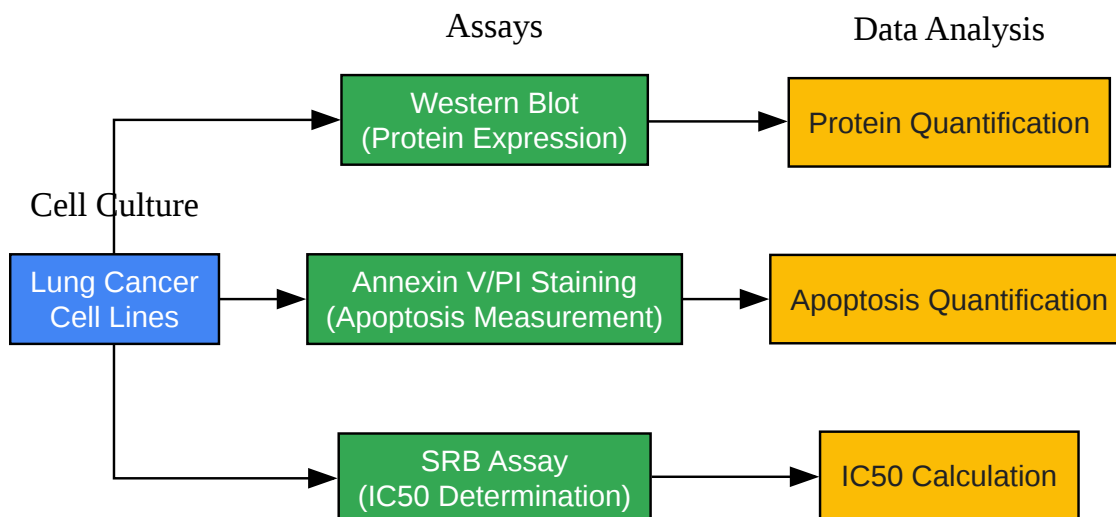 Assays
Data Analysis
Western Blot
(Protein Expression)
Protein Quantification
Cell Culture
Lung Cancer
Cell Lines
Annexin V/PI Staining
(Apoptosis Measurement)
Apoptosis Quantification
SRB Assay
(IC50 Determination)
IC50 Calculation